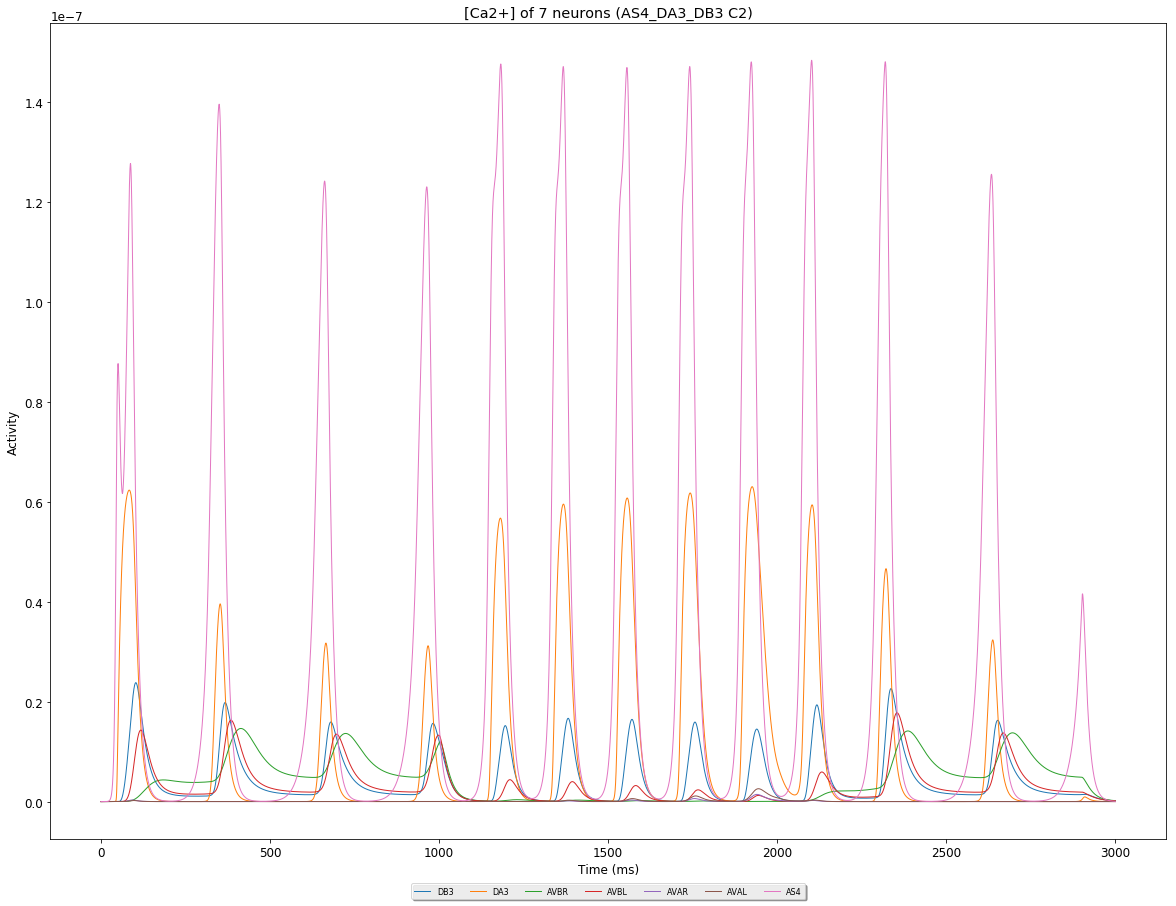 [Ca2+] of 7 neurons (AS4_DA3_DB3 C2)
1e−7
1.4
1.2
1.0
0.8
0.6
0.4
0.2
0.0
Activity
0 500 1000 1500 2000 2500 3000
Time (ms)
DB3 DA3 AVBR AVBL AVAR AVAL AS4